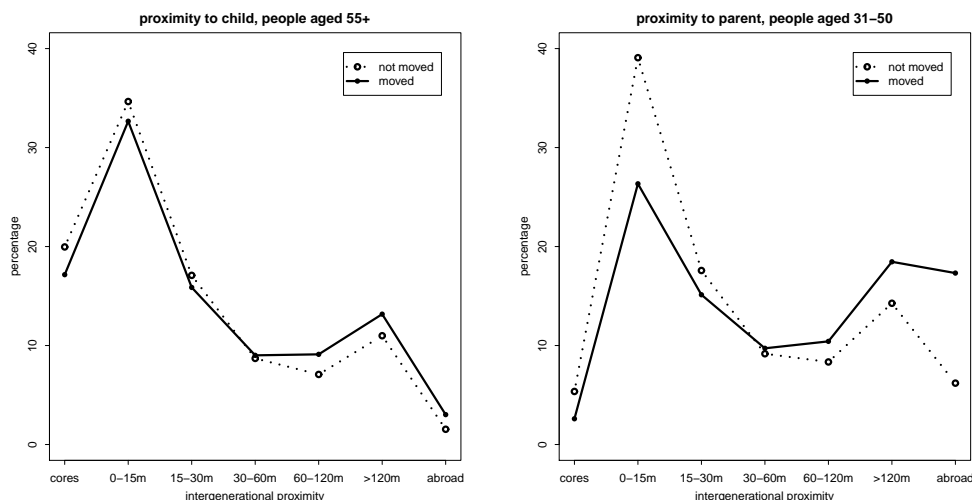 proximity to child, people aged 55+
40
30
20
10
0
percentage
not moved
moved
cores 0−15m 15−30m 30−60m 60−120m >120m abroad
intergenerational proximity
proximity to parent, people aged 31−50
40
30
20
10
0
percentage
not moved
moved
cores 0−15m 15−30m 30−60m 60−120m >120m abroad
intergenerational proximity